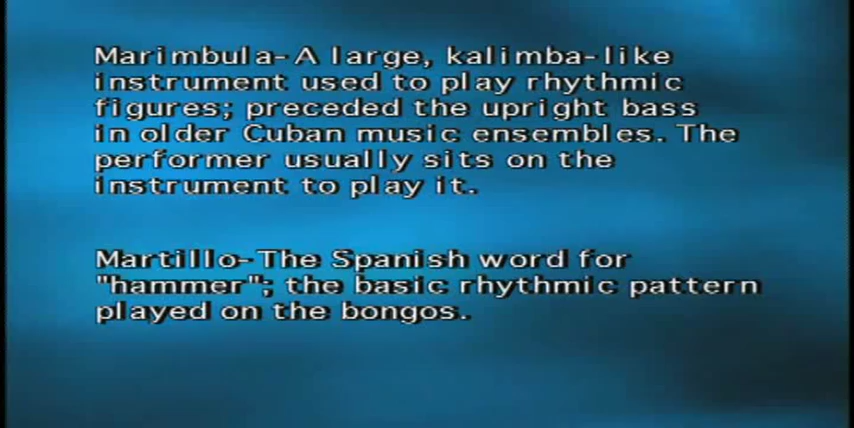 Marimbula-A large, kalimba-like
instrument used to play rhythmic
figures; preceded the upright bass
in older Cuban music ensembles. The
performer usually sits on the
instrument to play it.
Martillo-The Spanish word for
"hammer"; the basic rhythmic pattern
played on the bongos.